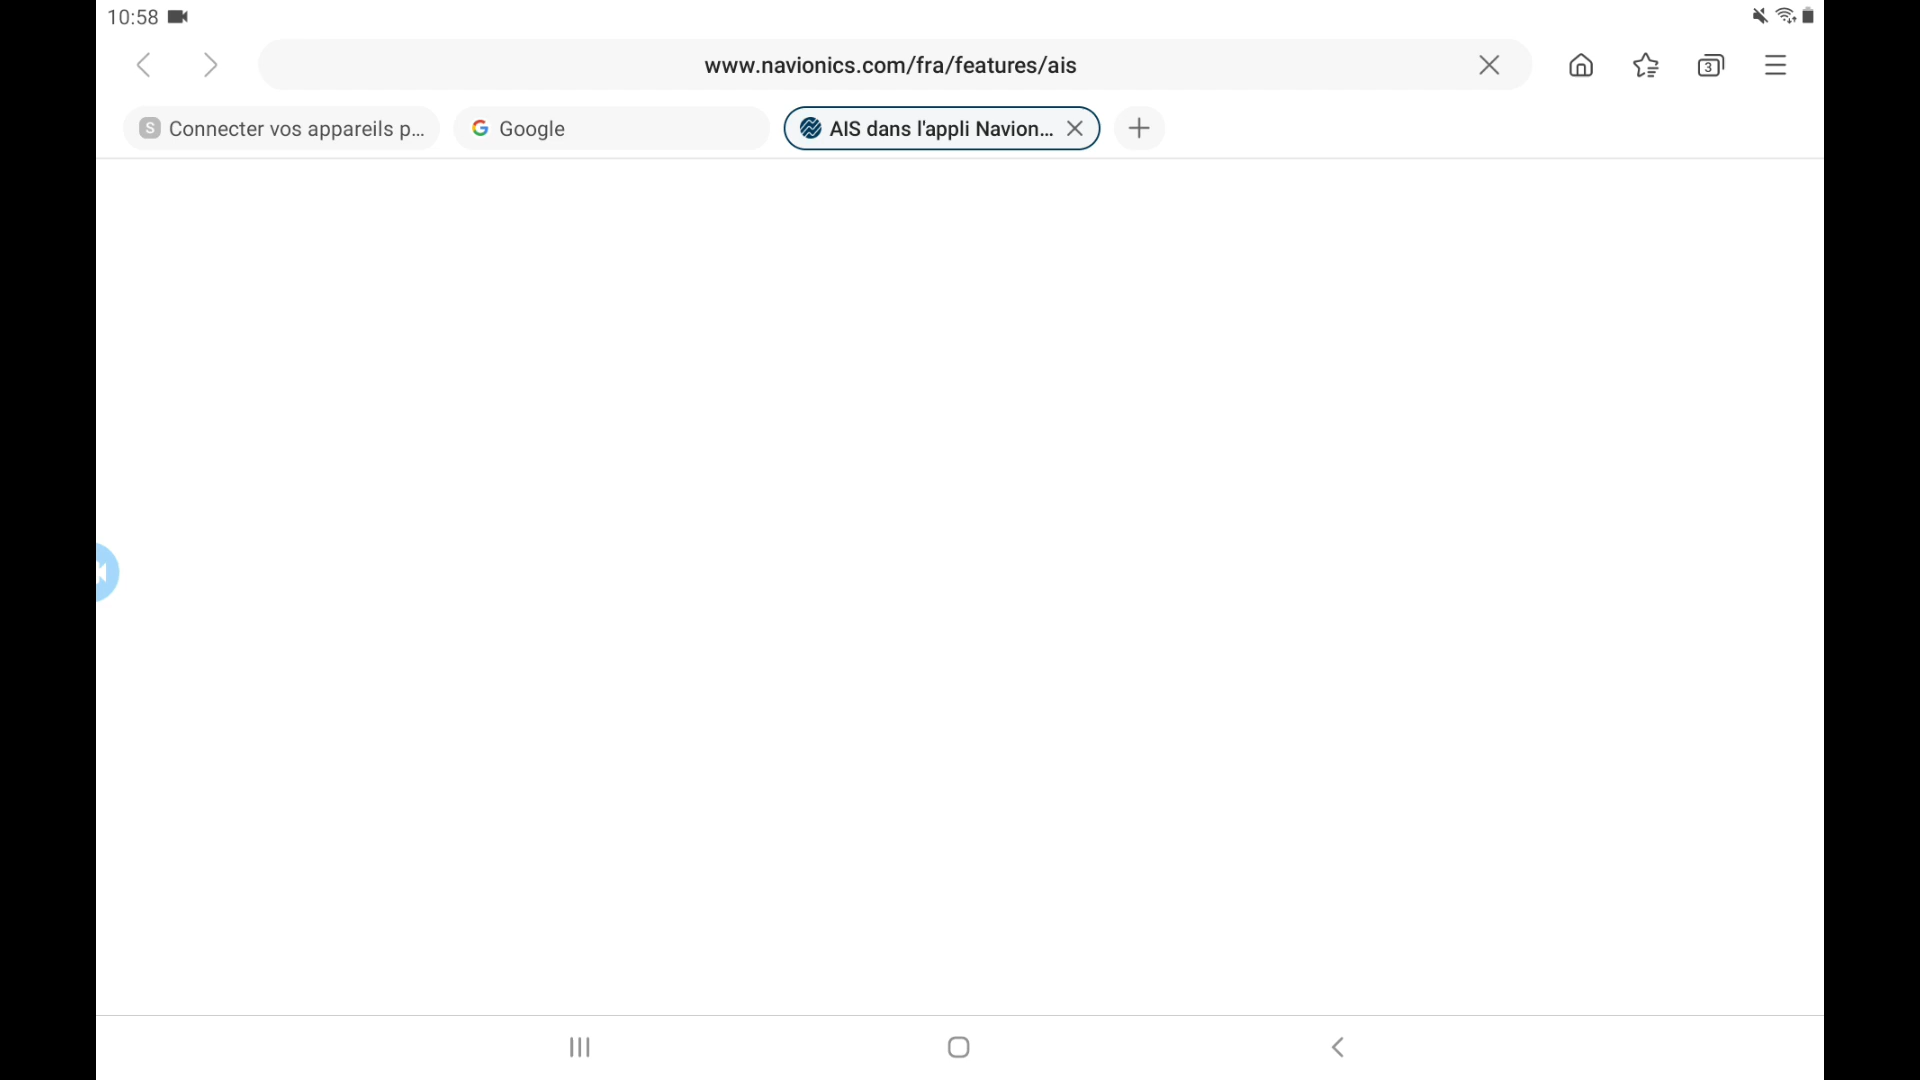 10:58
www.navionics.com/fra/features/ais
3
S Connecter vos appareils p...
G Google
AIS dans l'appli Navion...